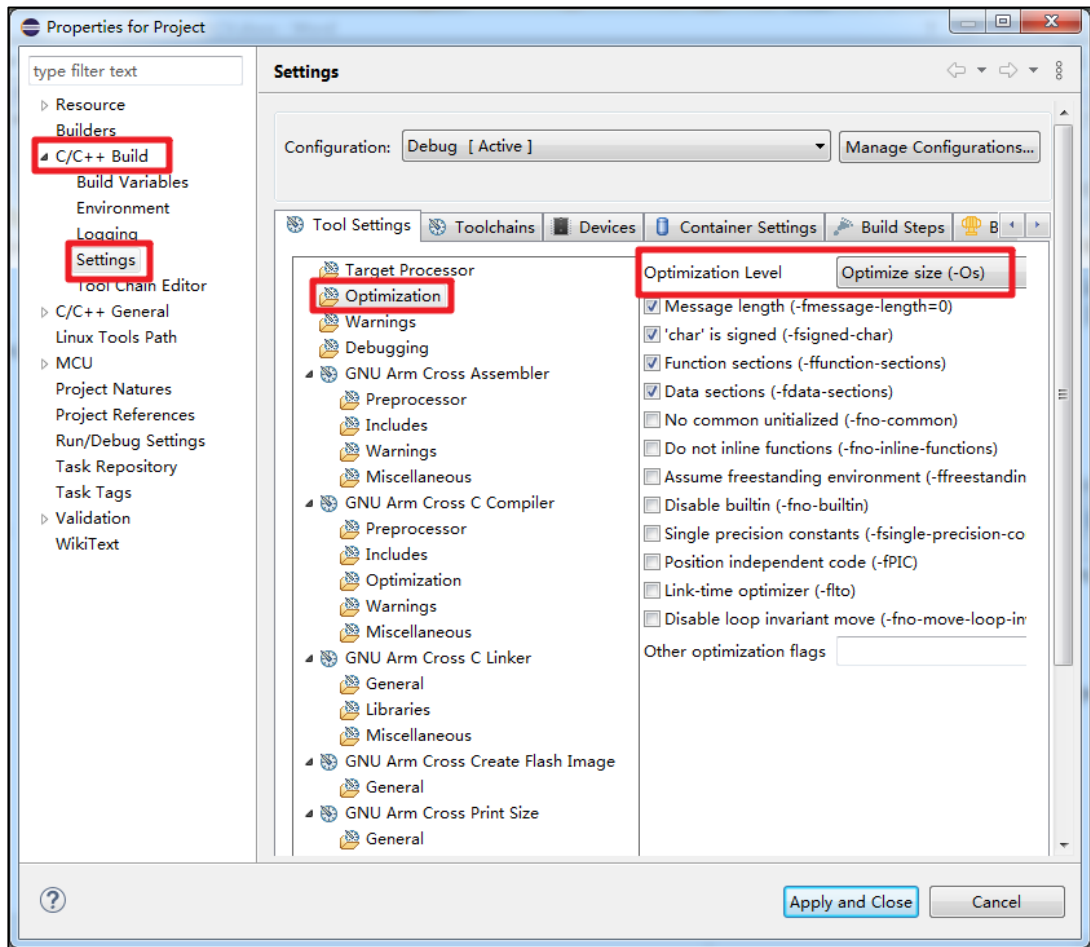 Properties for Project
type filter text
Resource
Builders
C/C++ Build
Build Variables
Environment
Logging
Settings
Tool Chain Editor
C/C++ General
Linux Tools Path
MCU
Project Natures
Project References
Run/Debug Settings
Task Repository
Task Tags
Validation
WikiText
Settings
Configuration: Debug [ Active ] Manage Configurations...
Tool Settings Toolchains Devices Container Settings Build Steps B
Target Processor
Optimization
Warnings
Debugging
GNU Arm Cross Assembler
Preprocessor
Includes
Warnings
Miscellaneous
GNU Arm Cross C Compiler
Preprocessor
Includes
Optimization
Warnings
Miscellaneous
GNU Arm Cross C Linker
General
Libraries
Miscellaneous
GNU Arm Cross Create Flash Image
General
GNU Arm Cross Print Size
General
Optimization Level Optimize size (-Os)
Message length (-fmessage-length=0)
'char' is signed (-fsigned-char)
Function sections (-ffunction-sections)
Data sections (-fdata-sections)
No common unitialized (-fno-common)
Do not inline functions (-fno-inline-functions)
Assume freestanding environment (-ffreestandin
Disable builtin (-fno-builtin)
Single precision constants (-fsingle-precision-co
Position independent code (-fPIC)
Link-time optimizer (-flto)
Disable loop invariant move (-fno-move-loop-in
Other optimization flags
Apply and Close Cancel